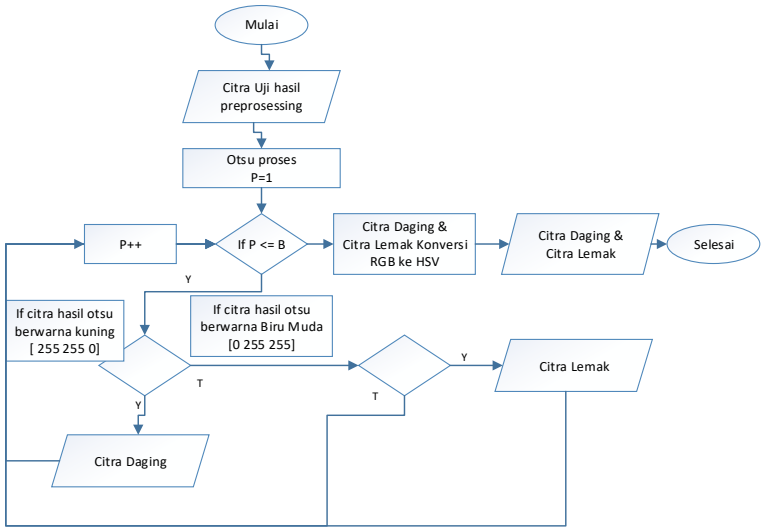 Mulai
Citra Uji hasil
preprosessing
Otsu proses
P=1
P++
If P <= B
Citra Daging &
Citra Lemak Konversi
RGB ke HSV
Citra Daging &
Citra Lemak
Selesai
Y
If citra hasil otsu
berwarna kuning
[ 255 255 0]
If citra hasil otsu
berwarna Biru Muda
[0 255 255]
T
Y
Citra Lemak
Y
T
Citra Daging